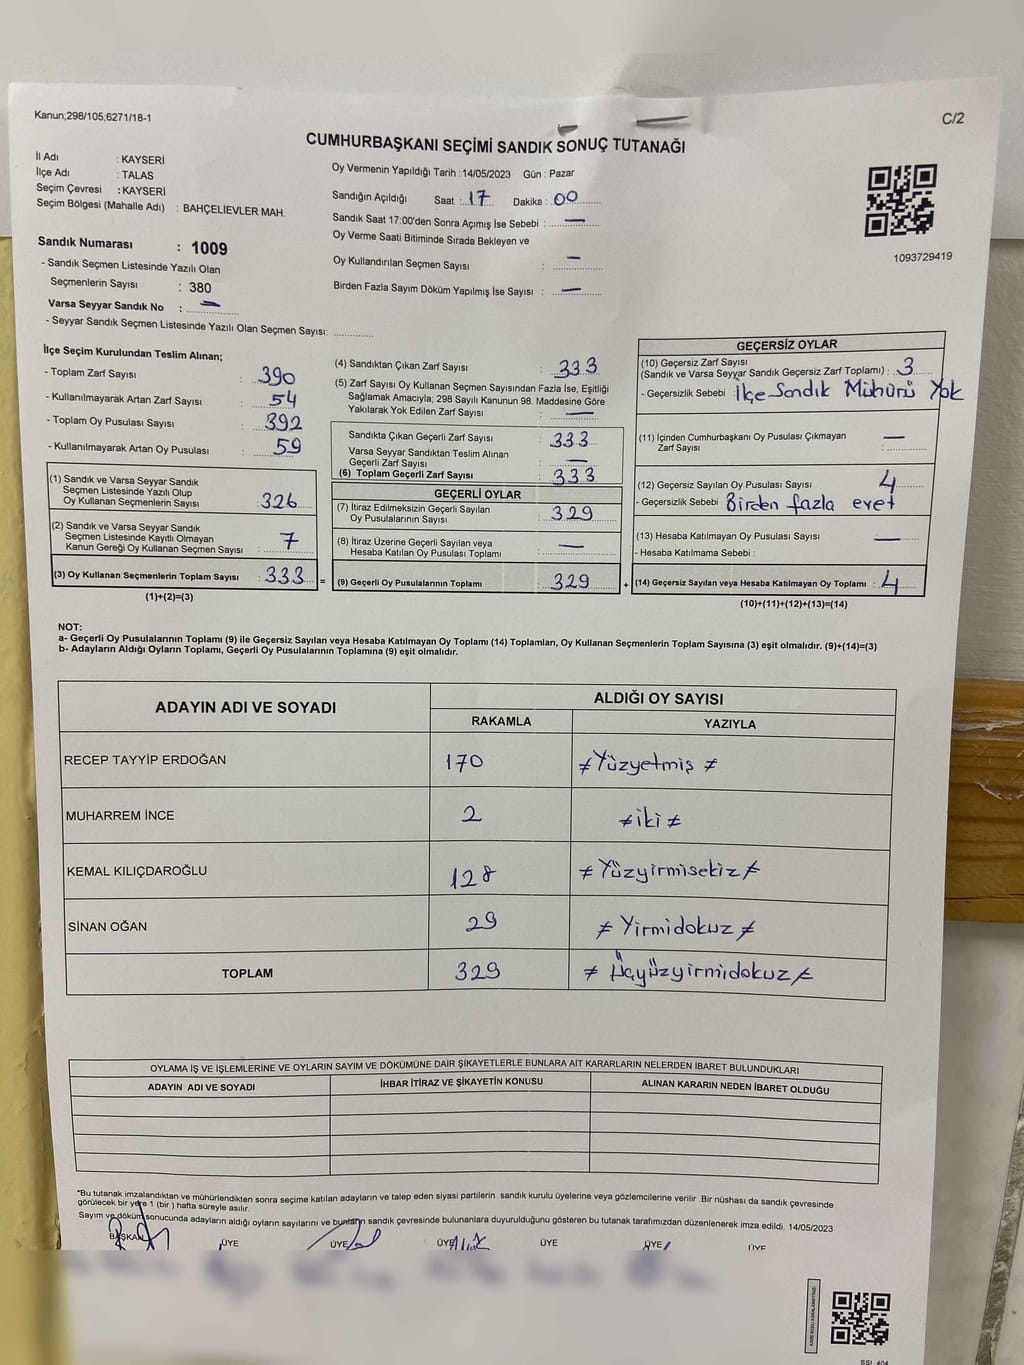 Kanun;298/105;6271/18-1
C/2
CUMHURBAŞKANI SEÇİMİ SANDIK SONUÇ TUTANAĞI
İl Adı : KAYSERİ
İlçe Adı : TALAS
Seçim Çevresi : KAYSERİ
Seçim Bölgesi (Mahalle Adı) : BAHÇELİEVLER MAH.
Sandık Numarası : 1009
- Sandık Seçmen Listesinde Yazılı Olan
Seçmenlerin Sayısı : 380
Varsa Seyyar Sandık No : —
- Seyyar Sandık Seçmen Listesinde Yazılı Olan Seçmen Sayısı:
Oy Vermenin Yapıldığı Tarih : 14/05/2023 Gün : Pazar
Sandığın Açıldığı Saat : 17 Dakika : 00
Sandık Saat 17:00'den Sonra Açımış İse Sebebi : —
Oy Verme Saati Bitiminde Sırada Bekleyen ve
Oy Kullandırılan Seçmen Sayısı : —
Birden Fazla Sayım Döküm Yapılmış İse Sayısı : —
1093729419
İlçe Seçim Kurulundan Teslim Alınan;
- Toplam Zarf Sayısı : 390
- Kullanılmayarak Artan Zarf Sayısı : 54
- Toplam Oy Pusulası Sayısı : 392
- Kullanılmayarak Artan Oy Pusulası : 59
(1) Sandık ve Varsa Seyyar Sandık
Seçmen Listesinde Yazılı Olup
Oy Kullanan Seçmenlerin Sayısı : 326
(2) Sandık ve Varsa Seyyar Sandık
Seçmen Listesinde Kayıtlı Olmayan
Kanun Gereği Oy Kullanan Seçmen Sayısı : 7
(3) Oy Kullanan Seçmenlerin Toplam Sayısı : 333 =
(1)+(2)=(3)
(4) Sandıktan Çıkan Zarf Sayısı : 333
(5) Zarf Sayısı Oy Kullanan Seçmen Sayısından Fazla İse, Eşitliği
Sağlamak Amacıyla; 298 Sayılı Kanunun 98. Maddesine Göre
Yakılarak Yok Edilen Zarf Sayısı : —
Sandıkta Çıkan Geçerli Zarf Sayısı : 333
Varsa Seyyar Sandıktan Teslim Alınan
Geçerli Zarf Sayısı : —
(6) Toplam Geçerli Zarf Sayısı : 333
GEÇERLİ OYLAR
(7) İtiraz Edilmeksizin Geçerli Sayılan
Oy Pusulalarının Sayısı : 329
(8) İtiraz Üzerine Geçerli Sayılan veya
Hesaba Katılan Oy Pusulası Toplamı : —
(9) Geçerli Oy Pusulalarının Toplamı : 329 +
GEÇERSİZ OYLAR
(10) Geçersiz Zarf Sayısı
(Sandık ve Varsa Seyyar Sandık Geçersiz Zarf Toplamı) : 3
- Geçersizlik Sebebi : İlçe Sandık Mühürü Yok
(11) İçinden Cumhurbaşkanı Oy Pusulası Çıkmayan
Zarf Sayısı : —
(12) Geçersiz Sayılan Oy Pusulası Sayısı : 4
- Geçersizlik Sebebi Birden fazla evet
(13) Hesaba Katılmayan Oy Pusulası Sayısı : —
- Hesaba Katılmama Sebebi :
(14) Geçersiz Sayılan veya Hesaba Katılmayan Oy Toplamı : 4
(10)+(11)+(12)+(13)=(14)
NOT:
a- Geçerli Oy Pusulalarının Toplamı (9) ile Geçersiz Sayılan veya Hesaba Katılmayan Oy Toplamı (14) Toplamları, Oy Kullanan Seçmenlerin Toplam Sayısına (3) eşit olmalıdır. (9)+(14)=(3)
b- Adayların Aldığı Oyların Toplamı, Geçerli Oy Pusulalarının Toplamına (9) eşit olmalıdır.
ADAYIN ADI VE SOYADI
ALDIĞI OY SAYISI
RAKAMLA YAZIYLA
RECEP TAYYİP ERDOĞAN 170 ≠ Yüzyetmiş ≠
MUHARREM İNCE 2 ≠ iki ≠
KEMAL KILIÇDAROĞLU 128 ≠ Yüzyirmisekiz ≠
SİNAN OĞAN 29 ≠ Yirmidokuz ≠
TOPLAM 329 ≠ Üçyüzyirmidokuz ≠
OYLAMA İŞ VE İŞLEMLERİNE VE OYLARIN SAYIM VE DÖKÜMÜNE DAİR ŞİKAYETLERLE BUNLARA AİT KARARLARIN NELERDEN İBARET BULUNDUKLARI
ADAYIN ADI VE SOYADI İHBAR İTİRAZ VE ŞİKAYETİN KONUSU ALINAN KARARIN NEDEN İBARET OLDUĞU
*Bu tutanak imzalandıktan ve mühürlendikten sonra seçime katılan adayların ve talep eden siyasi partilerin sandık kurulu üyelerine veya gözlemcilerine verilir. Bir nüshası da sandık çevresinde
görülecek bir yere 1 (bir) hafta süreyle asılır.
Sayım ve döküm sonucunda adayların aldığı oyların sayılarını ve bunların sandık çevresinde bulunanlara duyurulduğunu gösteren bu tutanak tarafımızdan düzenlenerek imza edildi. 14/05/2023
BAŞKAN ÜYE ÜYE ÜYE ÜYE ÜYE ÜYE